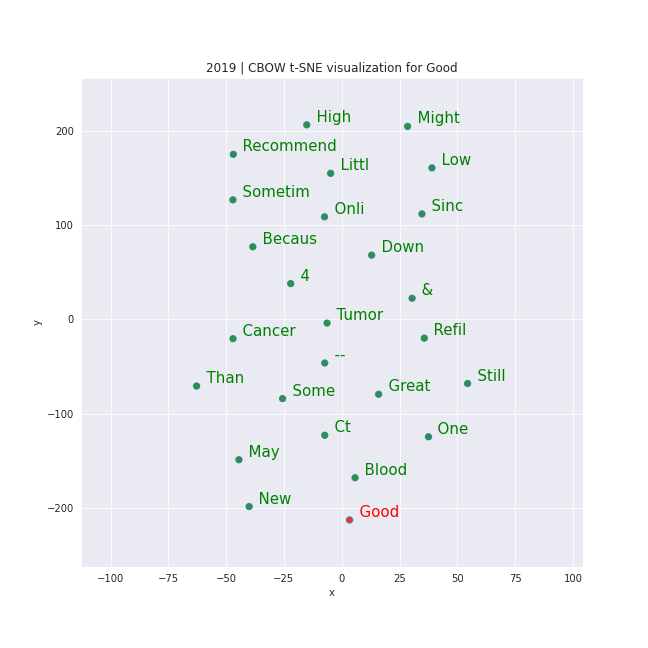 2019 | CBOW t-SNE visualization for Good
High
Might
Recommend
Littl
Low
Sometim
Onli
Sinc
Becaus
Down
4
&
Tumor
Cancer
Refil
--
Than
Some
Great
Still
Ct
One
May
Blood
New
Good
200
100
0
−100
−200
y
−100 −75 −50 −25 0 25 50 75 100
x